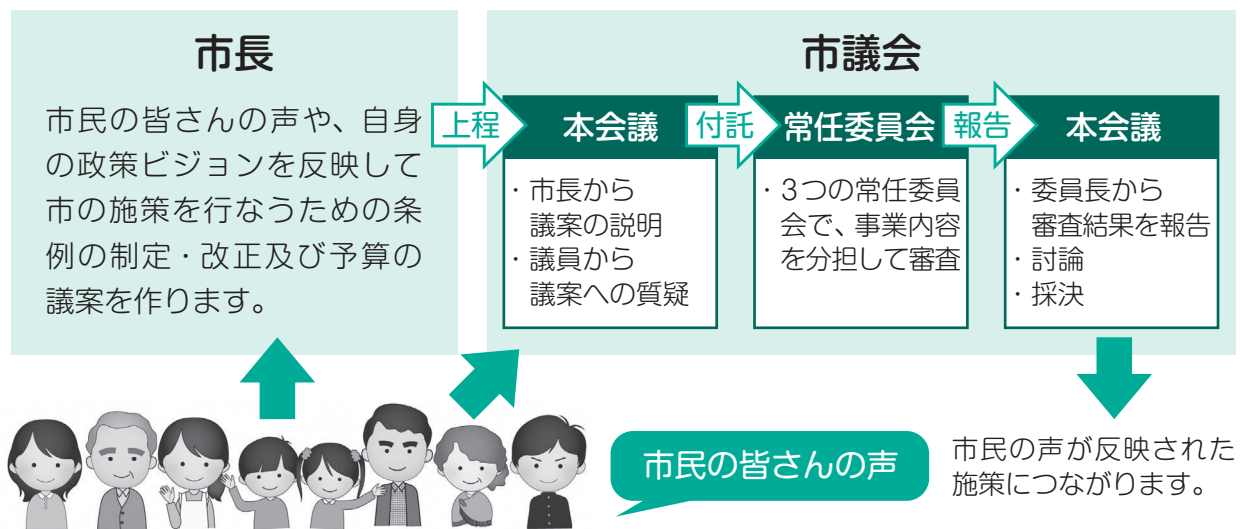 市長
市民の皆さんの声や、自身
の政策ビジョンを反映して
市の施策を行なうための条
例の制定・改正及び予算の
議案を作ります。
市議会
上程
本会議
・市長から
議案の説明
・議員から
議案への質疑
付託
常任委員会
・3つの常任委員
会で、事業内容
を分担して審査
報告
本会議
・委員長から
審査結果を報告
・討論
・採決
市民の皆さんの声
市民の声が反映された
施策につながります。